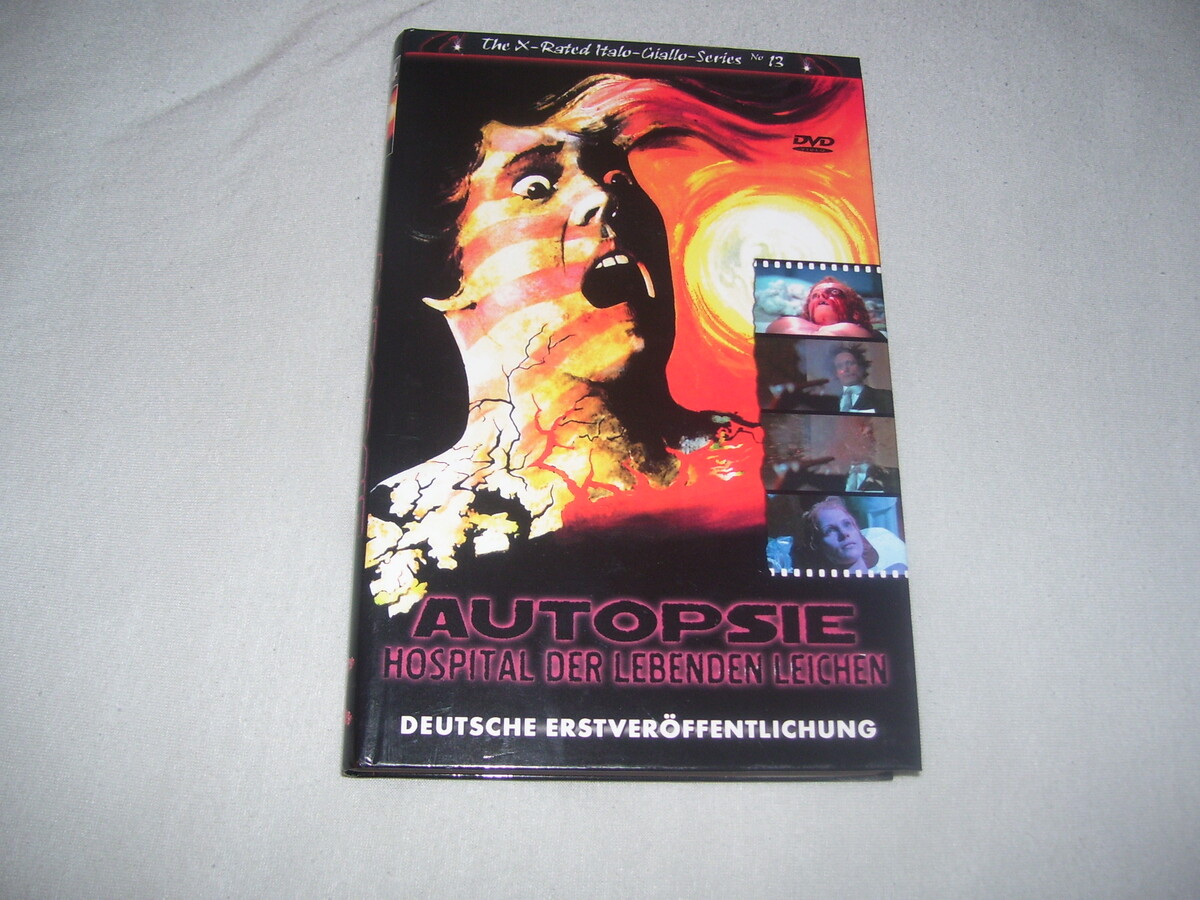 The X-Rated Italo-Giallo-Series No 13
DVD
AUTOPSIE
HOSPITAL DER LEBENDEN LEICHEN
DEUTSCHE ERSTVERÖFFENTLICHUNG